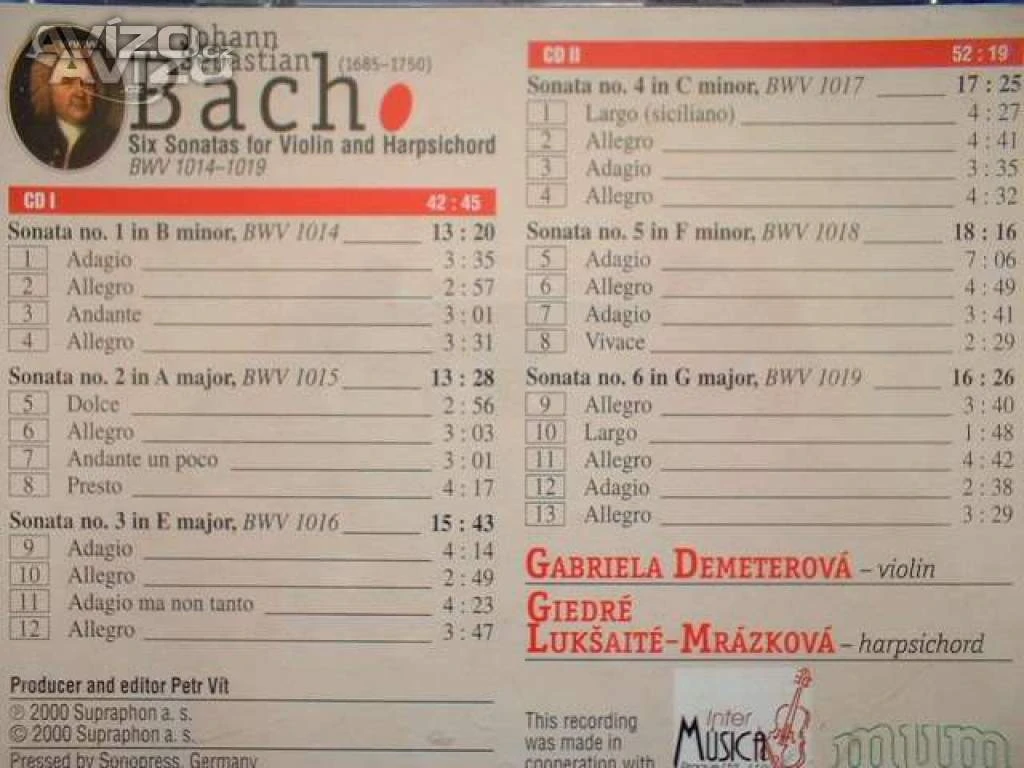 Avízo
AVIZO
.CZ
Johann
Sebastian
Bach (1685–1750)
Six Sonatas for Violin and Harpsichord
BWV 1014–1019
CD I 42 : 45
Sonata no. 1 in B minor, BWV 1014 13 : 20
1 Adagio 3 : 35
2 Allegro 2 : 57
3 Andante 3 : 01
4 Allegro 3 : 31
Sonata no. 2 in A major, BWV 1015 13 : 28
5 Dolce 2 : 56
6 Allegro 3 : 03
7 Andante un poco 3 : 01
8 Presto 4 : 17
Sonata no. 3 in E major, BWV 1016 15 : 43
9 Adagio 4 : 14
10 Allegro 2 : 49
11 Adagio ma non tanto 4 : 23
12 Allegro 3 : 47
Producer and editor Petr Vít
℗ 2000 Supraphon a. s.
© 2000 Supraphon a. s.
Pressed by Sonopress, Germany
CD II 52 : 19
Sonata no. 4 in C minor, BWV 1017 17 : 25
1 Largo (siciliano) 4 : 27
2 Allegro 4 : 41
3 Adagio 3 : 35
4 Allegro 4 : 32
Sonata no. 5 in F minor, BWV 1018 18 : 16
5 Adagio 7 : 06
6 Allegro 4 : 49
7 Adagio 3 : 41
8 Vivace 2 : 29
Sonata no. 6 in G major, BWV 1019 16 : 26
9 Allegro 3 : 40
10 Largo 1 : 48
11 Allegro 4 : 42
12 Adagio 2 : 38
13 Allegro 3 : 29
GABRIELA DEMETEROVÁ – violin
GIEDRÉ
LUKŠAITÉ-MRÁZKOVÁ – harpsichord
This recording
was made in
cooperation with
Inter
MUSICA